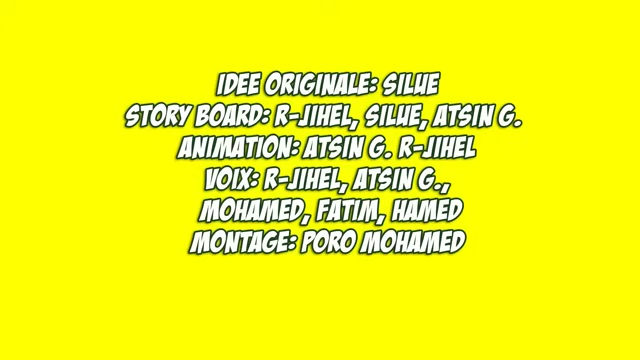 IDEE ORIGINALE: SILUE
STORY BOARD: R-JIHEL, SILUE, ATSIN G.
ANIMATION: ATSIN G. R-JIHEL
VOIX: R-JIHEL, ATSIN G.,
MOHAMED, FATIM, HAMED
MONTAGE: PORO MOHAMED